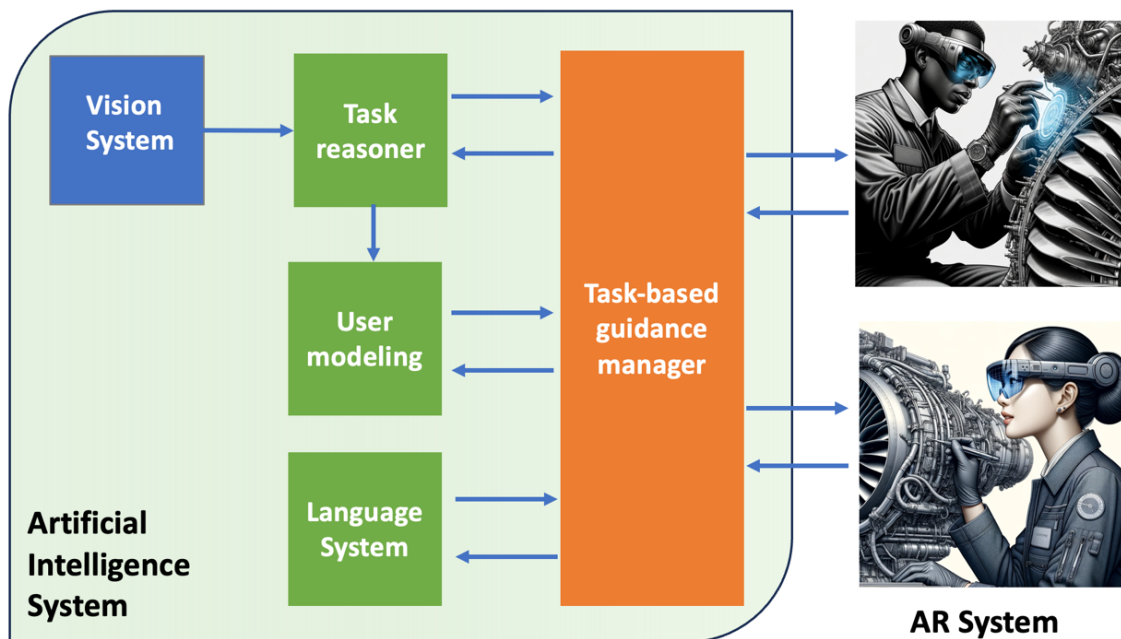 Vision
System
Task
reasoner
User
modeling
Language
System
Task-based
guidance
manager
Artificial
Intelligence
System
AR System